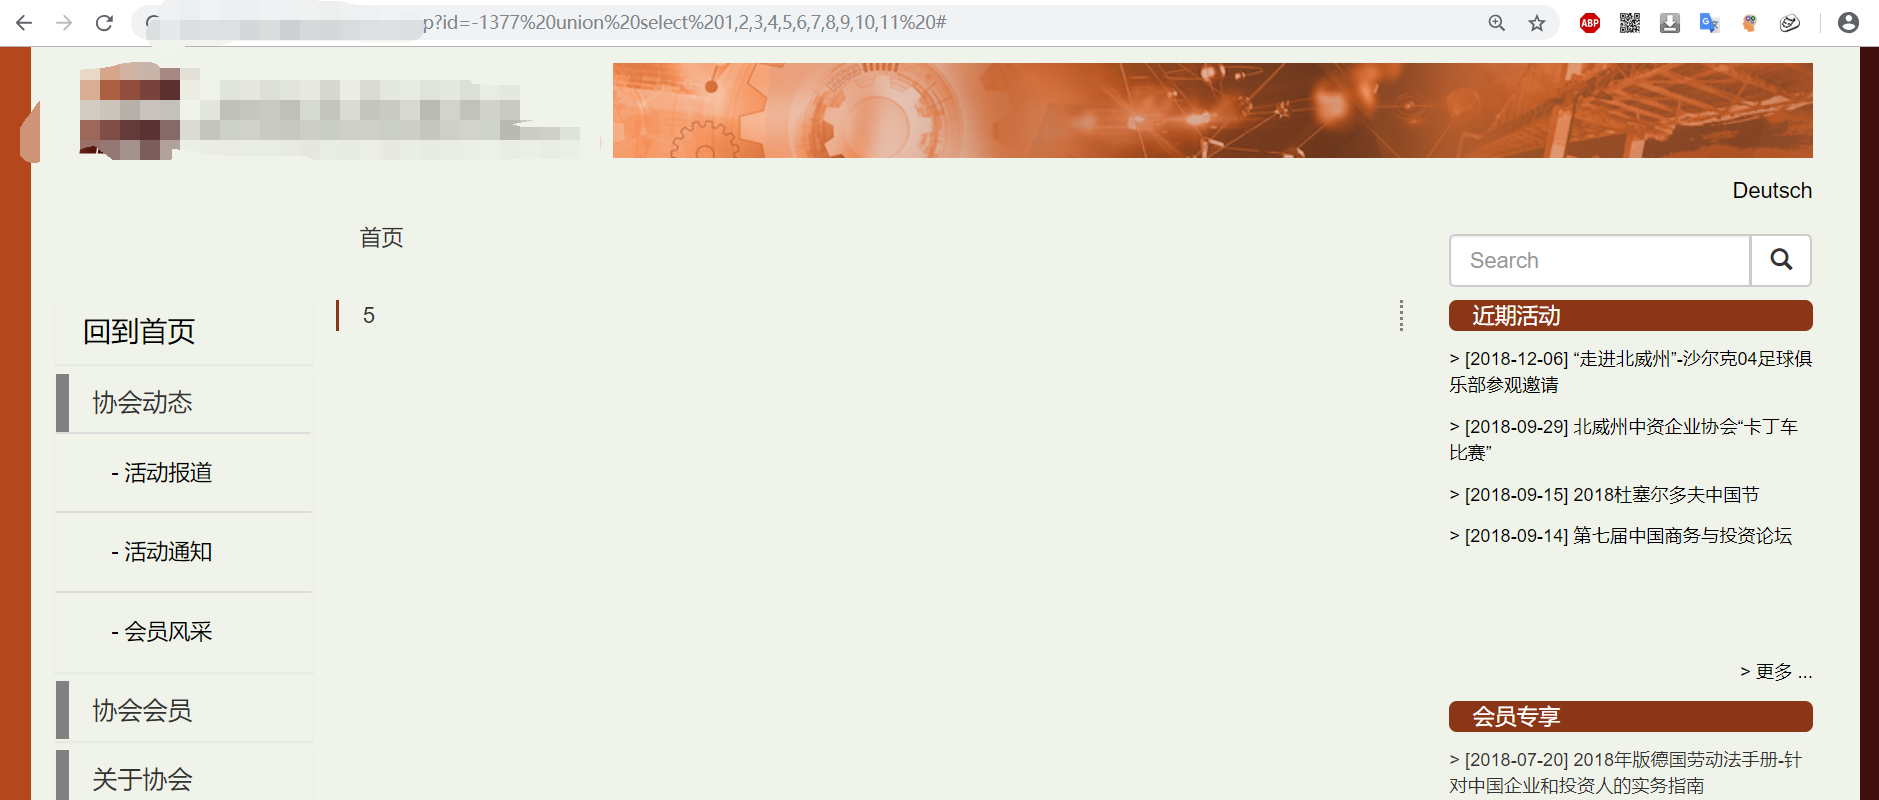 p?id=-1377%20union%20select%201,2,3,4,5,6,7,8,9,10,11%20#
ABP
Deutsch
首页
Search
5
回到首页
协会动态
- 活动报道
- 活动通知
- 会员风采
协会会员
关于协会
近期活动
> [2018-12-06] “走进北威州”-沙尔克04足球俱
乐部参观邀请
> [2018-09-29] 北威州中资企业协会“卡丁车
比赛”
> [2018-09-15] 2018杜塞尔多夫中国节
> [2018-09-14] 第七届中国商务与投资论坛
> 更多 ...
会员专享
> [2018-07-20] 2018年版德国劳动法手册-针
对中国企业和投资人的实务指南